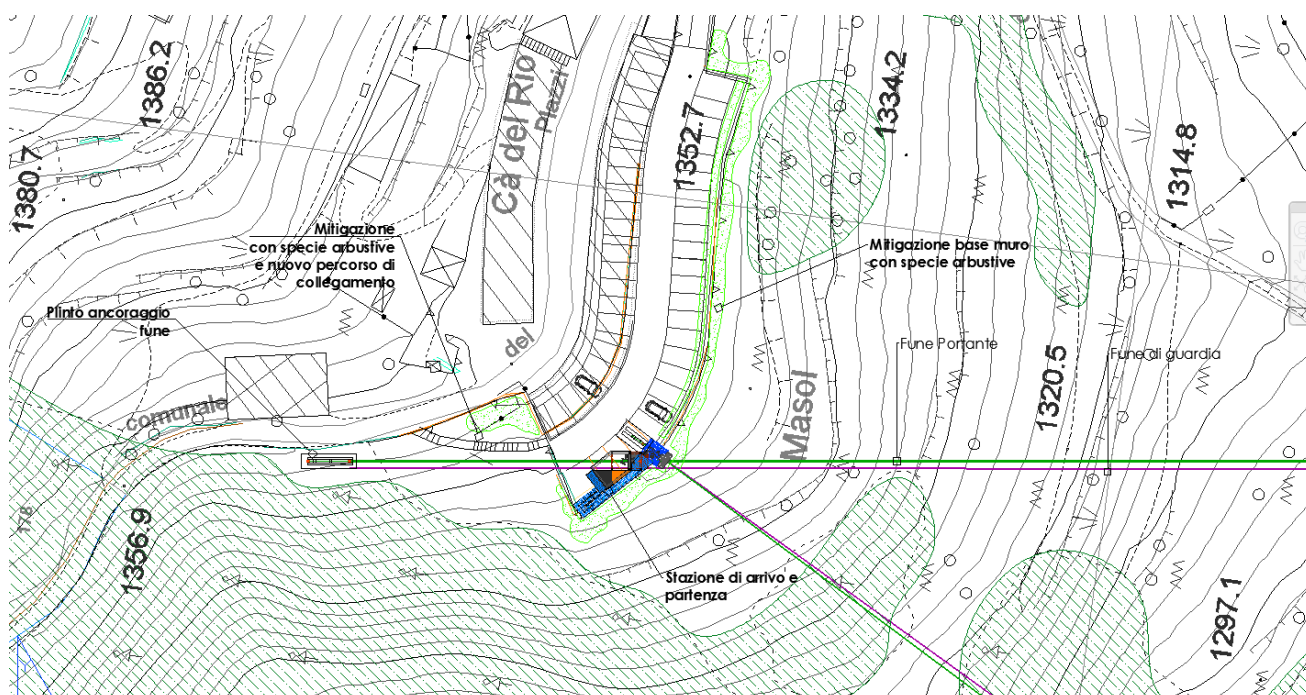 1386.2
1380.7
Cà del Rio
Plazzi
1352.7
1334.2
1314.8
Mitigazione
con specie arbustive
e nuovo percorso di
collegamento
Mitigazione base muro
con specie arbustive
Plinto ancoraggio
fune
del
Fune Portante
Fune di guardia
1320.5
comunale
Masol
178
1356.9
Stazione di arrivo e
partenza
1297.1